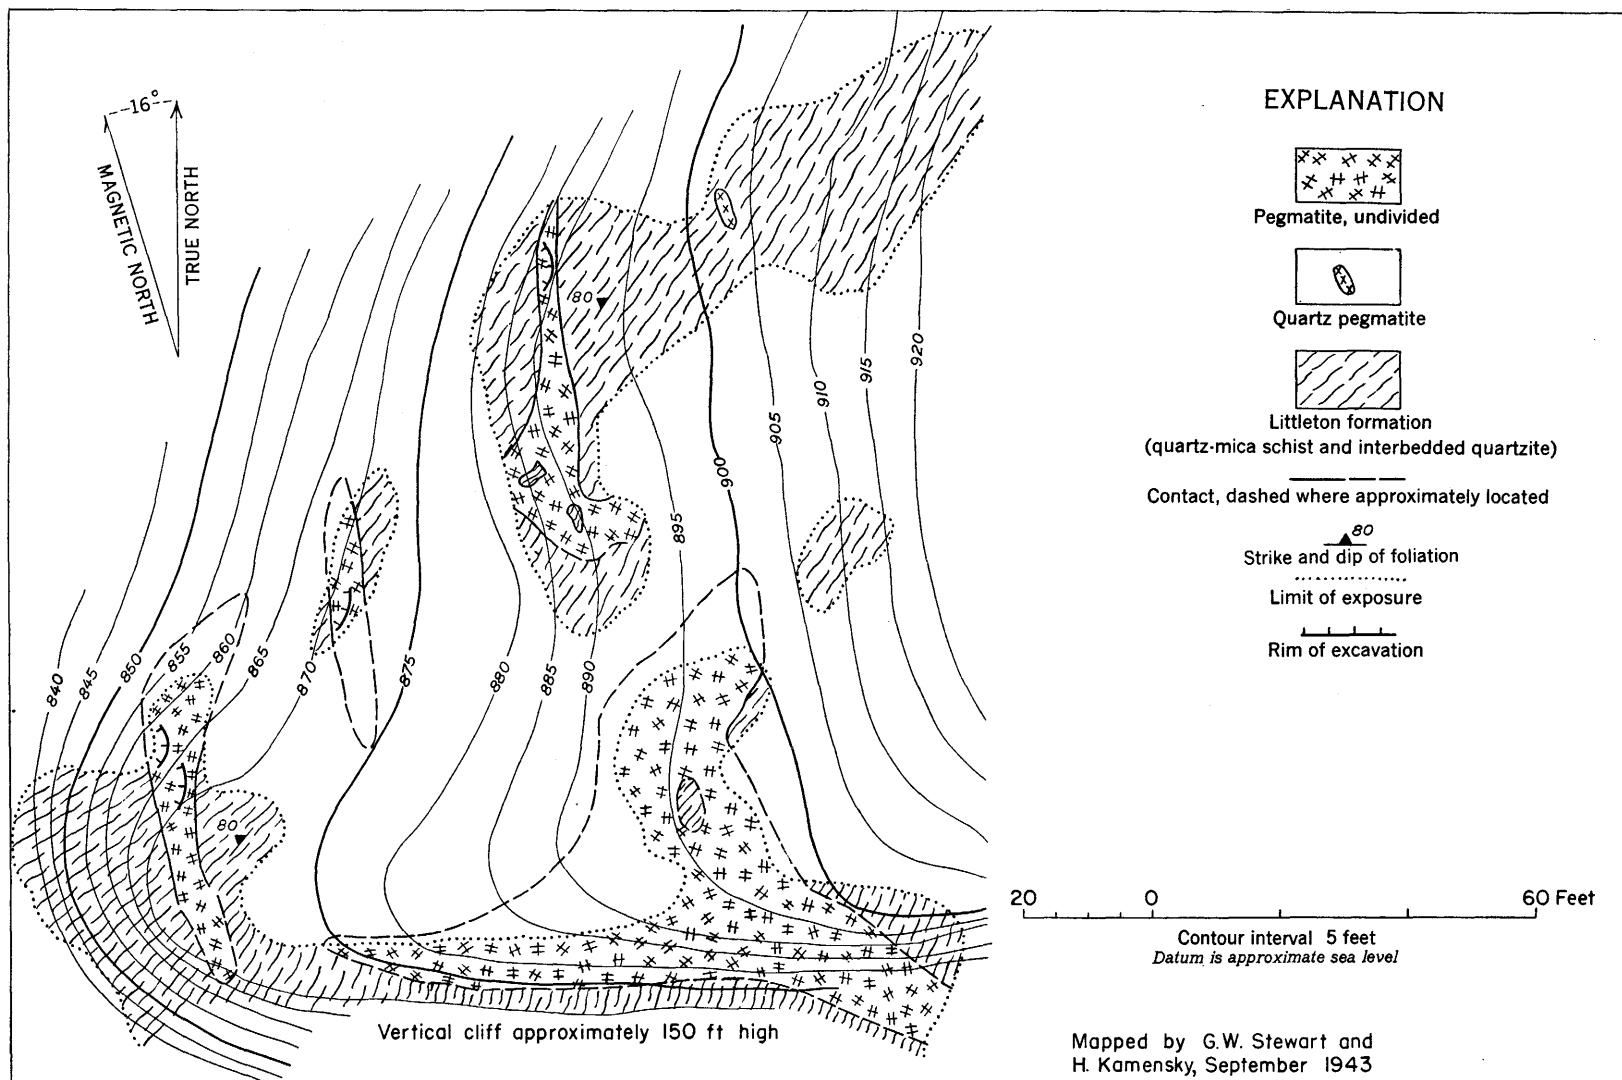 -16°
MAGNETIC NORTH
TRUE NORTH
80
80
840
845
850
855
860
865
870
875
880
885
890
895
900
905
910
915
920
Vertical cliff approximately 150 ft high
EXPLANATION
Pegmatite, undivided
Quartz pegmatite
Littleton formation
(quartz-mica schist and interbedded quartzite)
Contact, dashed where approximately located
80
Strike and dip of foliation
Limit of exposure
Rim of excavation
20 0 60 Feet
Contour interval 5 feet
Datum is approximate sea level
Mapped by G.W. Stewart and
H. Kamensky, September 1943